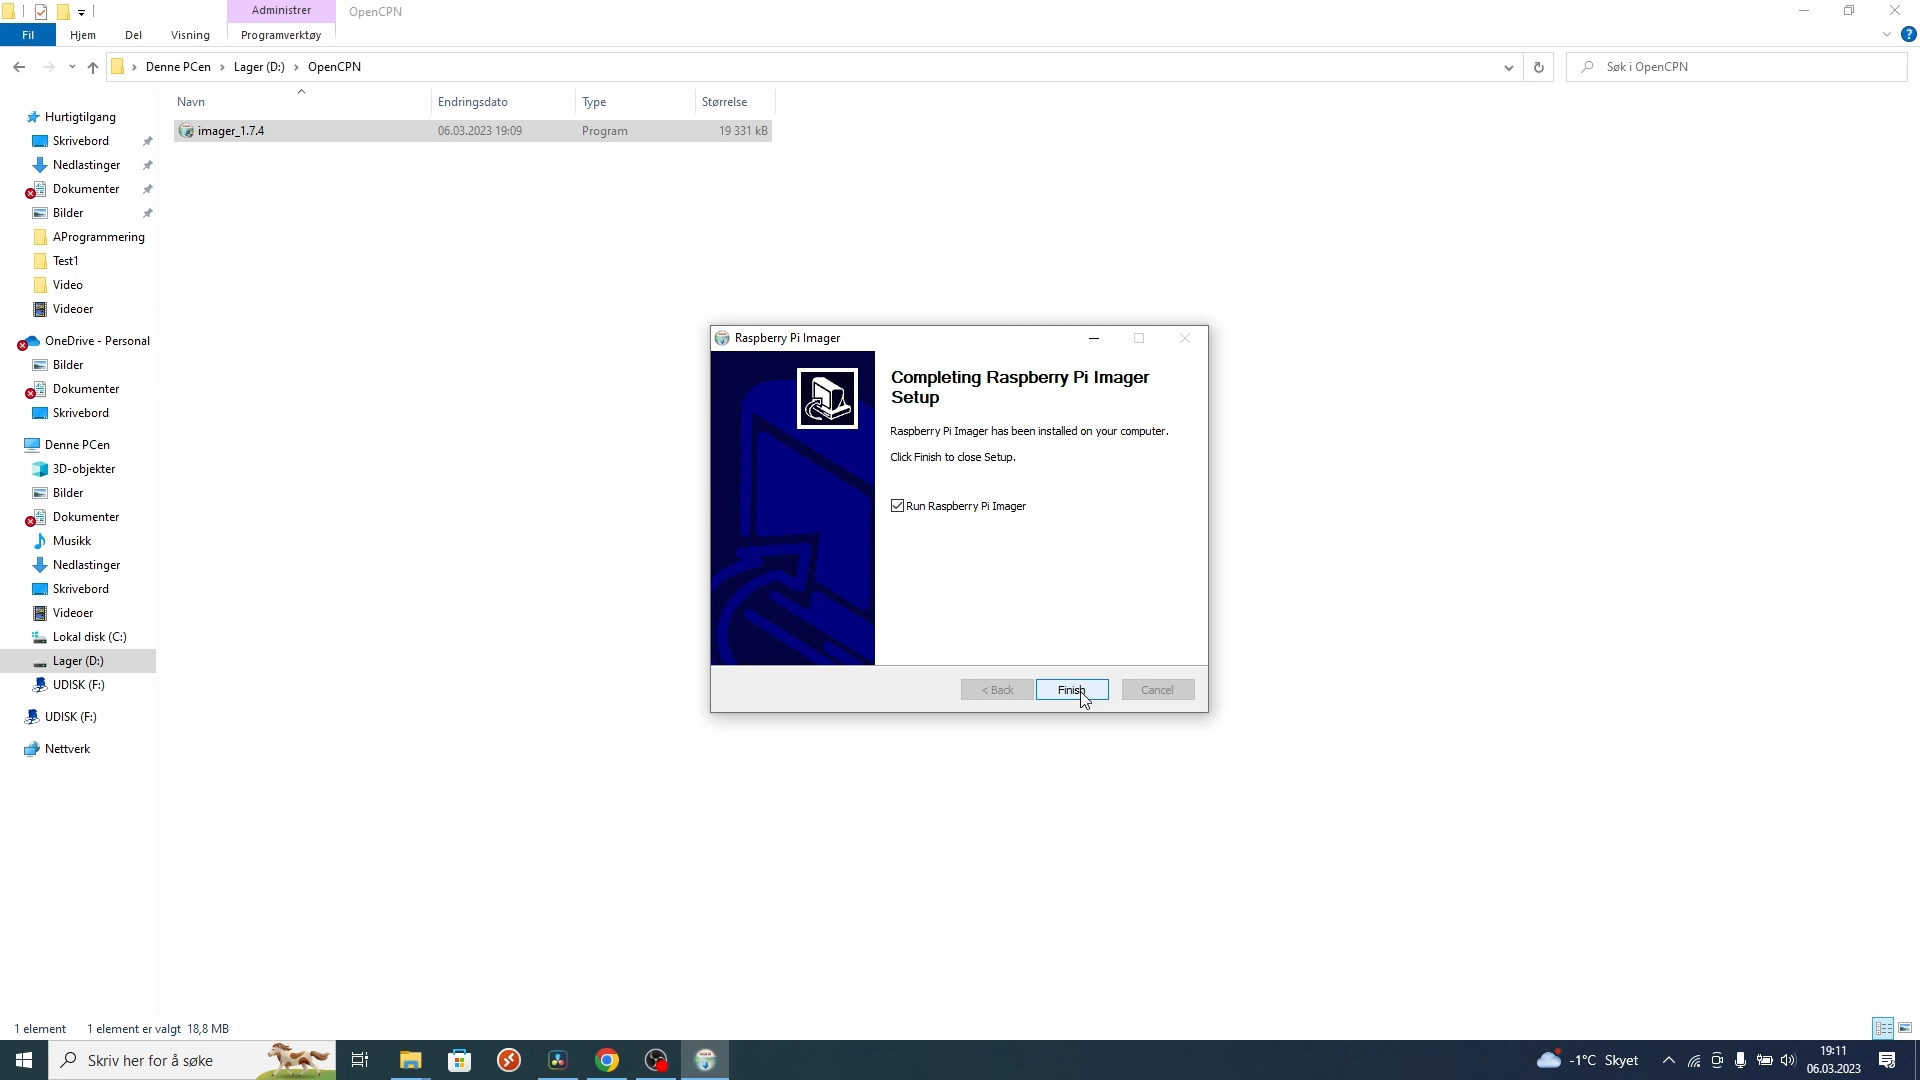 Administrer
OpenCPN
Fil
Hjem
Del
Visning
Programverktøy
Denne PCen
Lager (D:)
OpenCPN
Søk i OpenCPN
Navn
Endringsdato
Type
Størrelse
imager_1.7.4
06.03.2023 19:09
Program
19 331 kB
Hurtigtilgang
Skrivebord
Nedlastinger
Dokumenter
Bilder
AProgrammering
Test1
Video
Videoer
OneDrive - Personal
Bilder
Dokumenter
Skrivebord
Denne PCen
3D-objekter
Bilder
Dokumenter
Musikk
Nedlastinger
Skrivebord
Videoer
Lokal disk (C:)
Lager (D:)
UDISK (F:)
UDISK (F:)
Nettverk
Raspberry Pi Imager
Completing Raspberry Pi Imager
Setup
Raspberry Pi Imager has been installed on your computer.
Click Finish to close Setup.
Run Raspberry Pi Imager
< Back
Finish
Cancel
1 element
1 element er valgt 18,8 MB
Skriv her for å søke
-1°C Skyet
19:11
06.03.2023